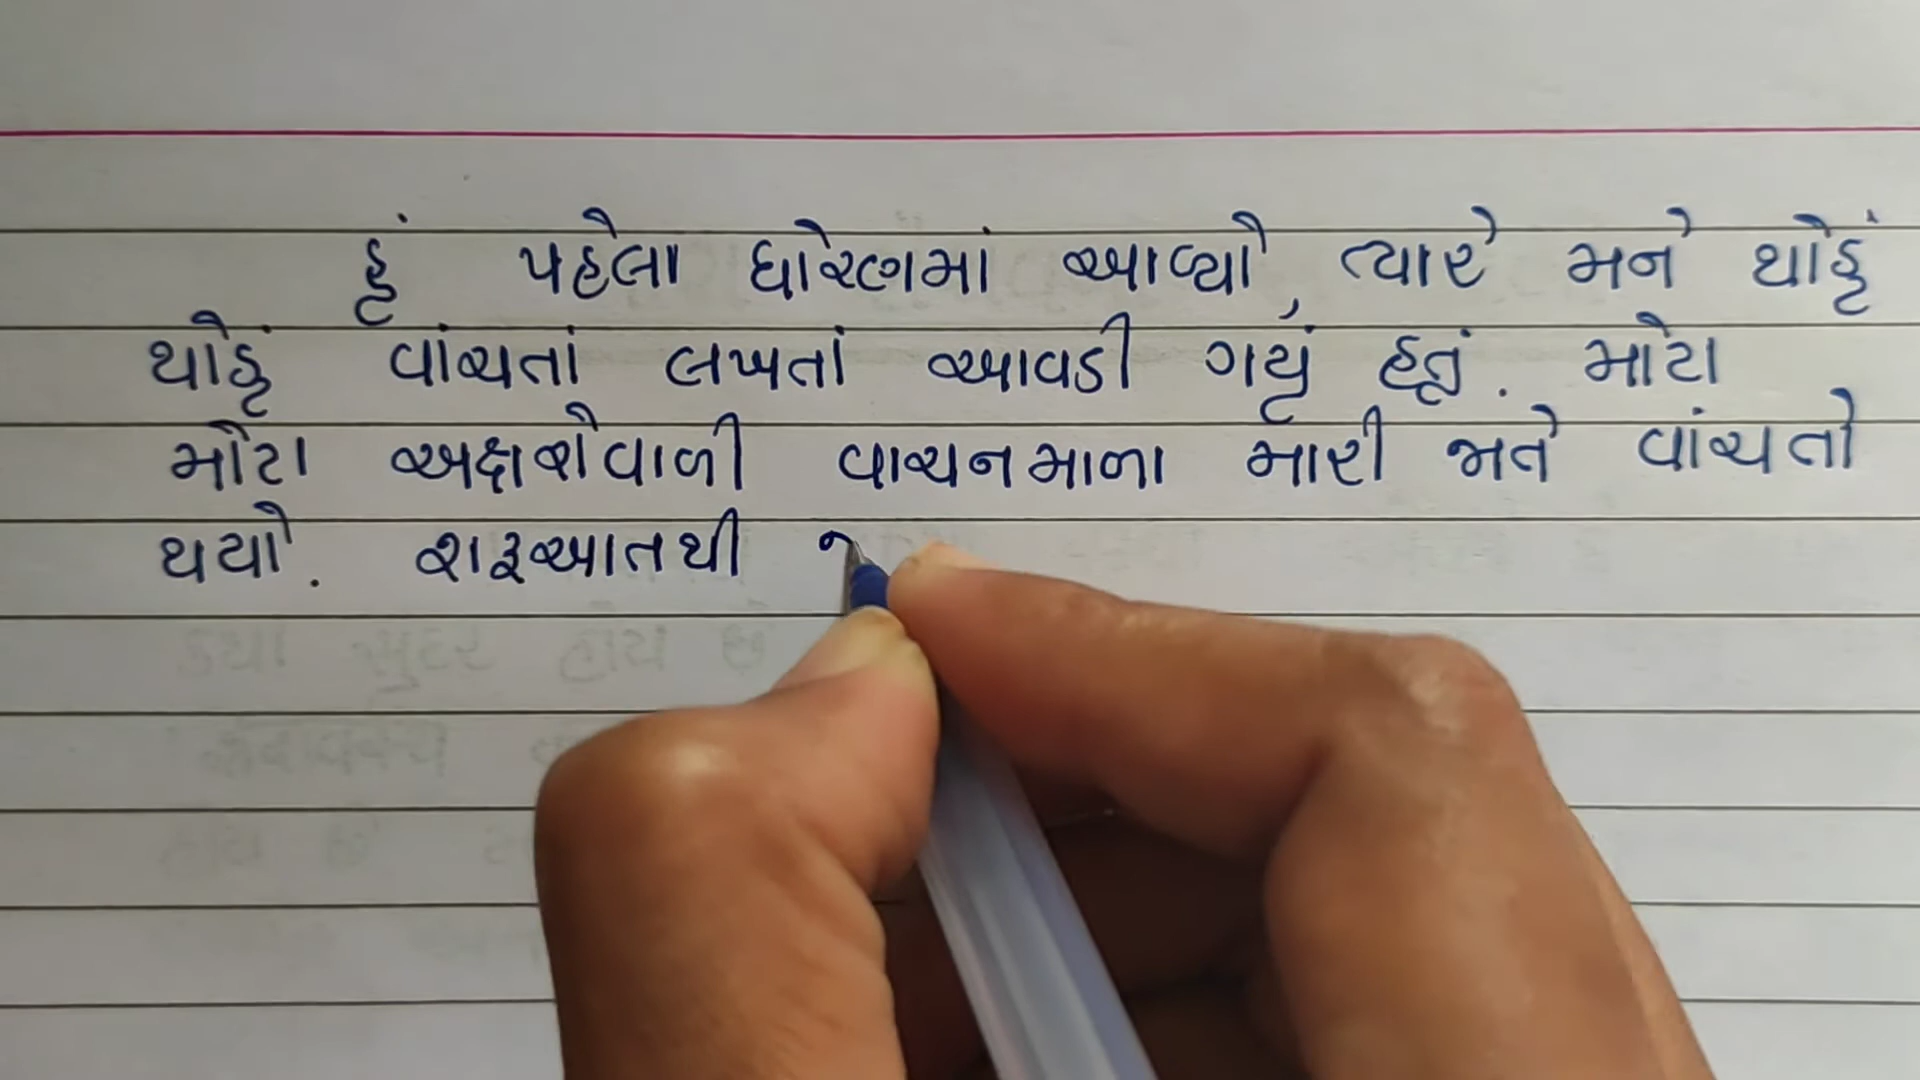 હું પહેલા ધોરણમાં આવ્યો, ત્યારે મને થોડું
થોડું વાંચતાં લખતાં આવડી ગયું હતું. મોટા
મોટા અક્ષરોવાળી વાચનમાળા મારી જાતે વાંચતો
થયો. શરૂઆતથી